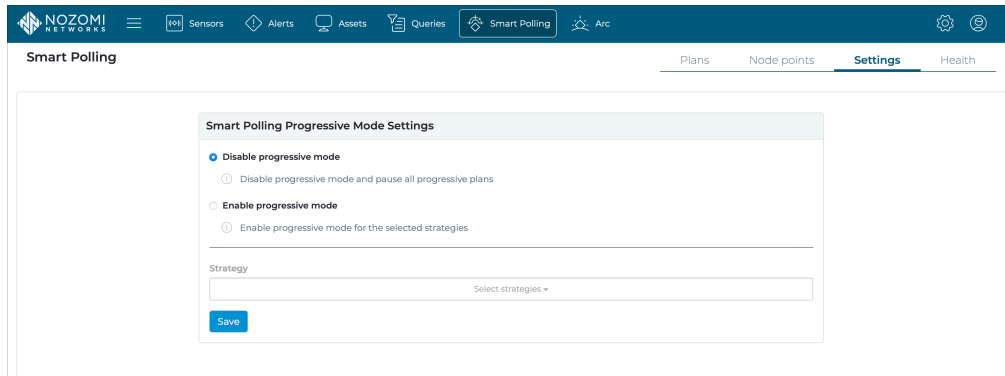 NOZOMI
NETWORKS
Sensors
Alerts
Assets
Queries
Smart Polling
Arc
Smart Polling
Plans
Node points
Settings
Health
Smart Polling Progressive Mode Settings
Disable progressive mode
Disable progressive mode and pause all progressive plans
Enable progressive mode
Enable progressive mode for the selected strategies
Strategy
Select strategies
Save